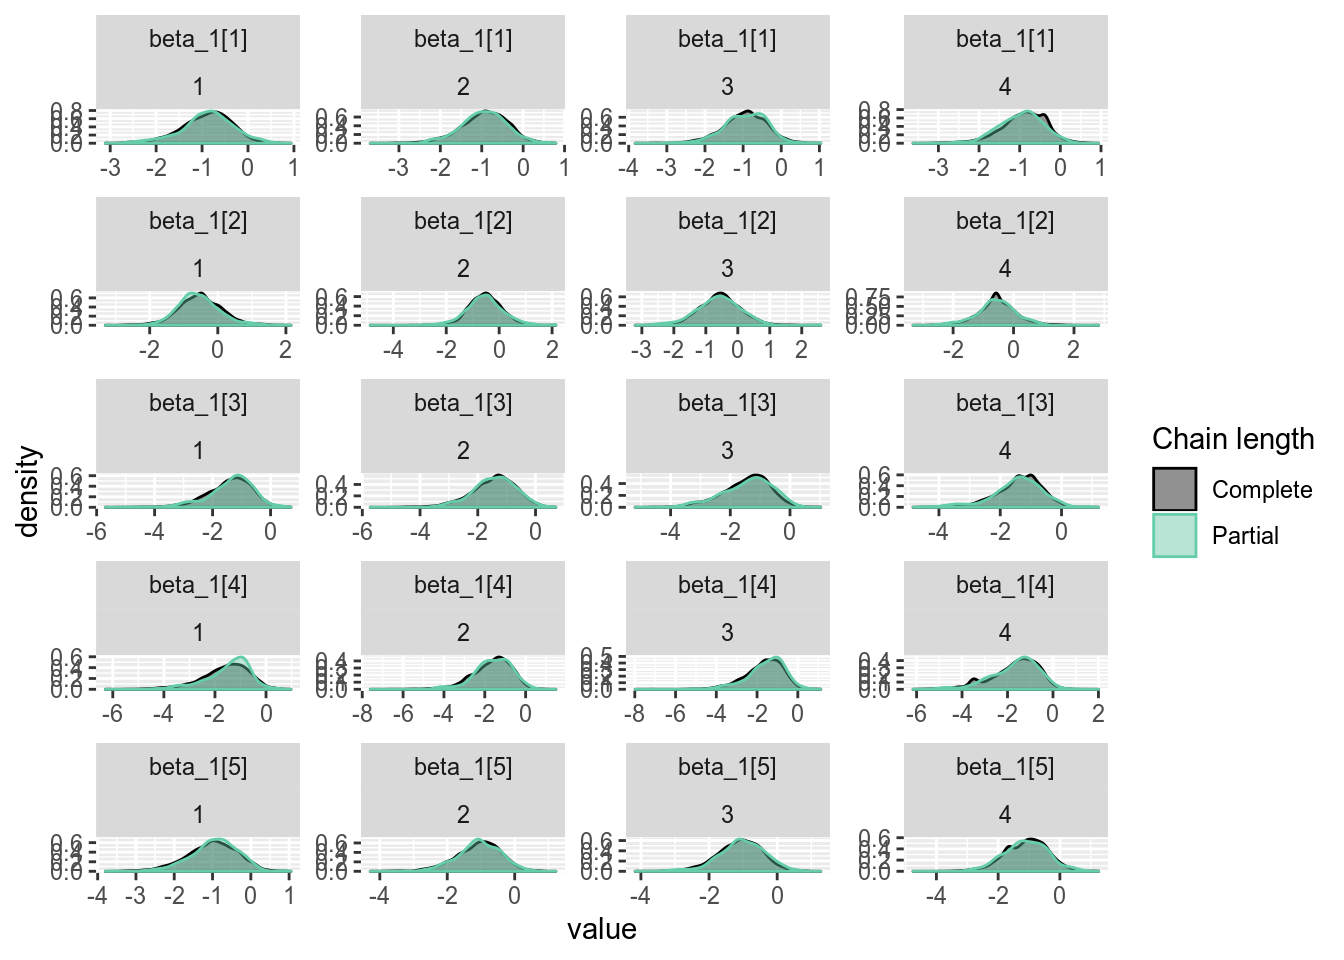 beta_1[1] beta_1[1] beta_1[1] beta_1[1]
1 2 3 4
-3 -2 -1 0 1 -3 -2 -1 0 1 -4 -3 -2 -1 0 1 -3 -2 -1 0 1
beta_1[2] beta_1[2] beta_1[2] beta_1[2]
1 2 3 4
-2 0 2 -4 -2 0 2 -3 -2 -1 0 1 2 -2 0 2
beta_1[3] beta_1[3] beta_1[3] beta_1[3]
1 2 3 4
-6 -4 -2 0 -6 -4 -2 0 -4 -2 0 -4 -2 0
beta_1[4] beta_1[4] beta_1[4] beta_1[4]
1 2 3 4
-6 -4 -2 0 -8 -6 -4 -2 0 -8 -6 -4 -2 0 -6 -4 -2 0 2
beta_1[5] beta_1[5] beta_1[5] beta_1[5]
1 2 3 4
-4 -3 -2 -1 0 1 -4 -2 0 -4 -2 0 -4 -2 0
density
value
Chain length
Complete
Partial